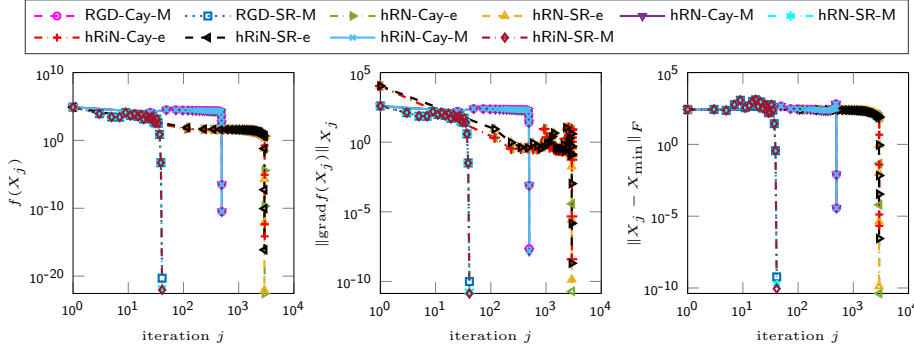 RGD-Cay-M RGD-SR-M hRN-Cay-e hRN-SR-e hRN-Cay-M hRN-SR-M
hRiN-Cay-e hRiN-SR-e hRiN-Cay-M hRiN-SR-M
10^10
10^0
10^−10
10^−20
f(X_j)
10^0 10^1 10^2 10^3 10^4
iteration j
10^5
10^0
10^−5
10^−10
‖gradf(X_j)‖_{X_j}
10^0 10^1 10^2 10^3 10^4
iteration j
10^5
10^0
10^−5
10^−10
‖X_j − X_min‖_F
10^0 10^1 10^2 10^3 10^4
iteration j